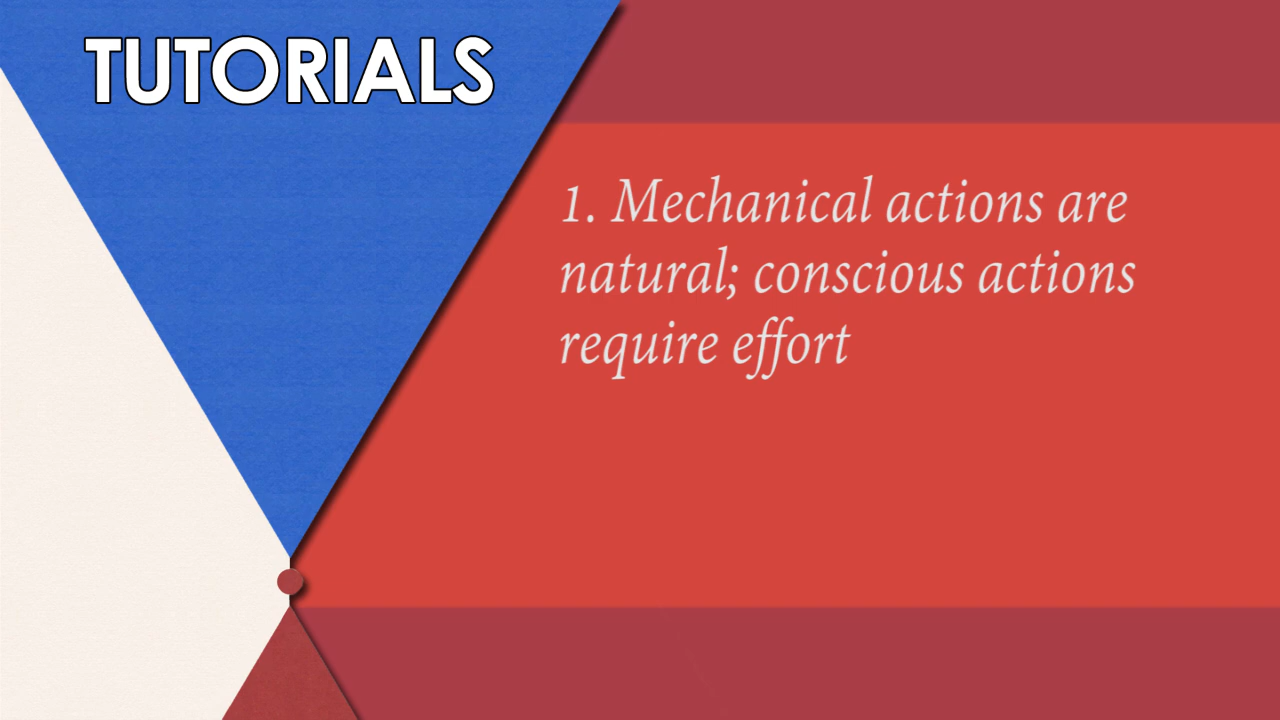 TUTORIALS
1. Mechanical actions are
natural; conscious actions
require effort